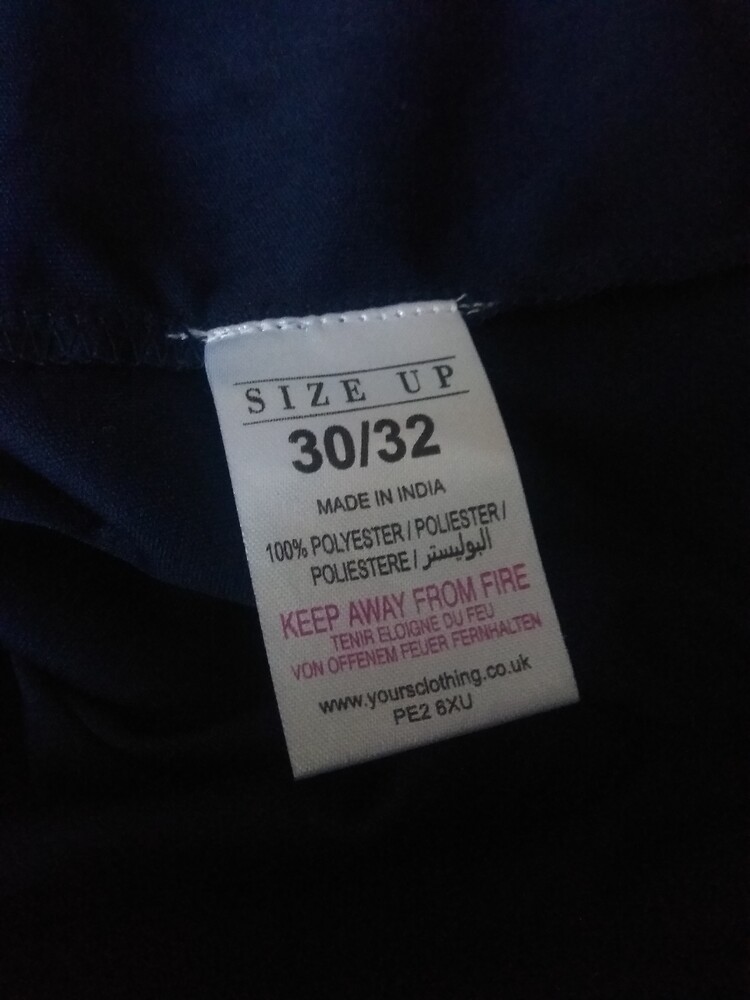 SIZE UP
30/32
MADE IN INDIA
100% POLYESTER / POLIESTER /
POLIESTERE / البوليستر
KEEP AWAY FROM FIRE
TENIR ELOIGNE DU FEU
VON OFFENEM FEUER FERNHALTEN
www.yoursclothing.co.uk
PE2 6XU